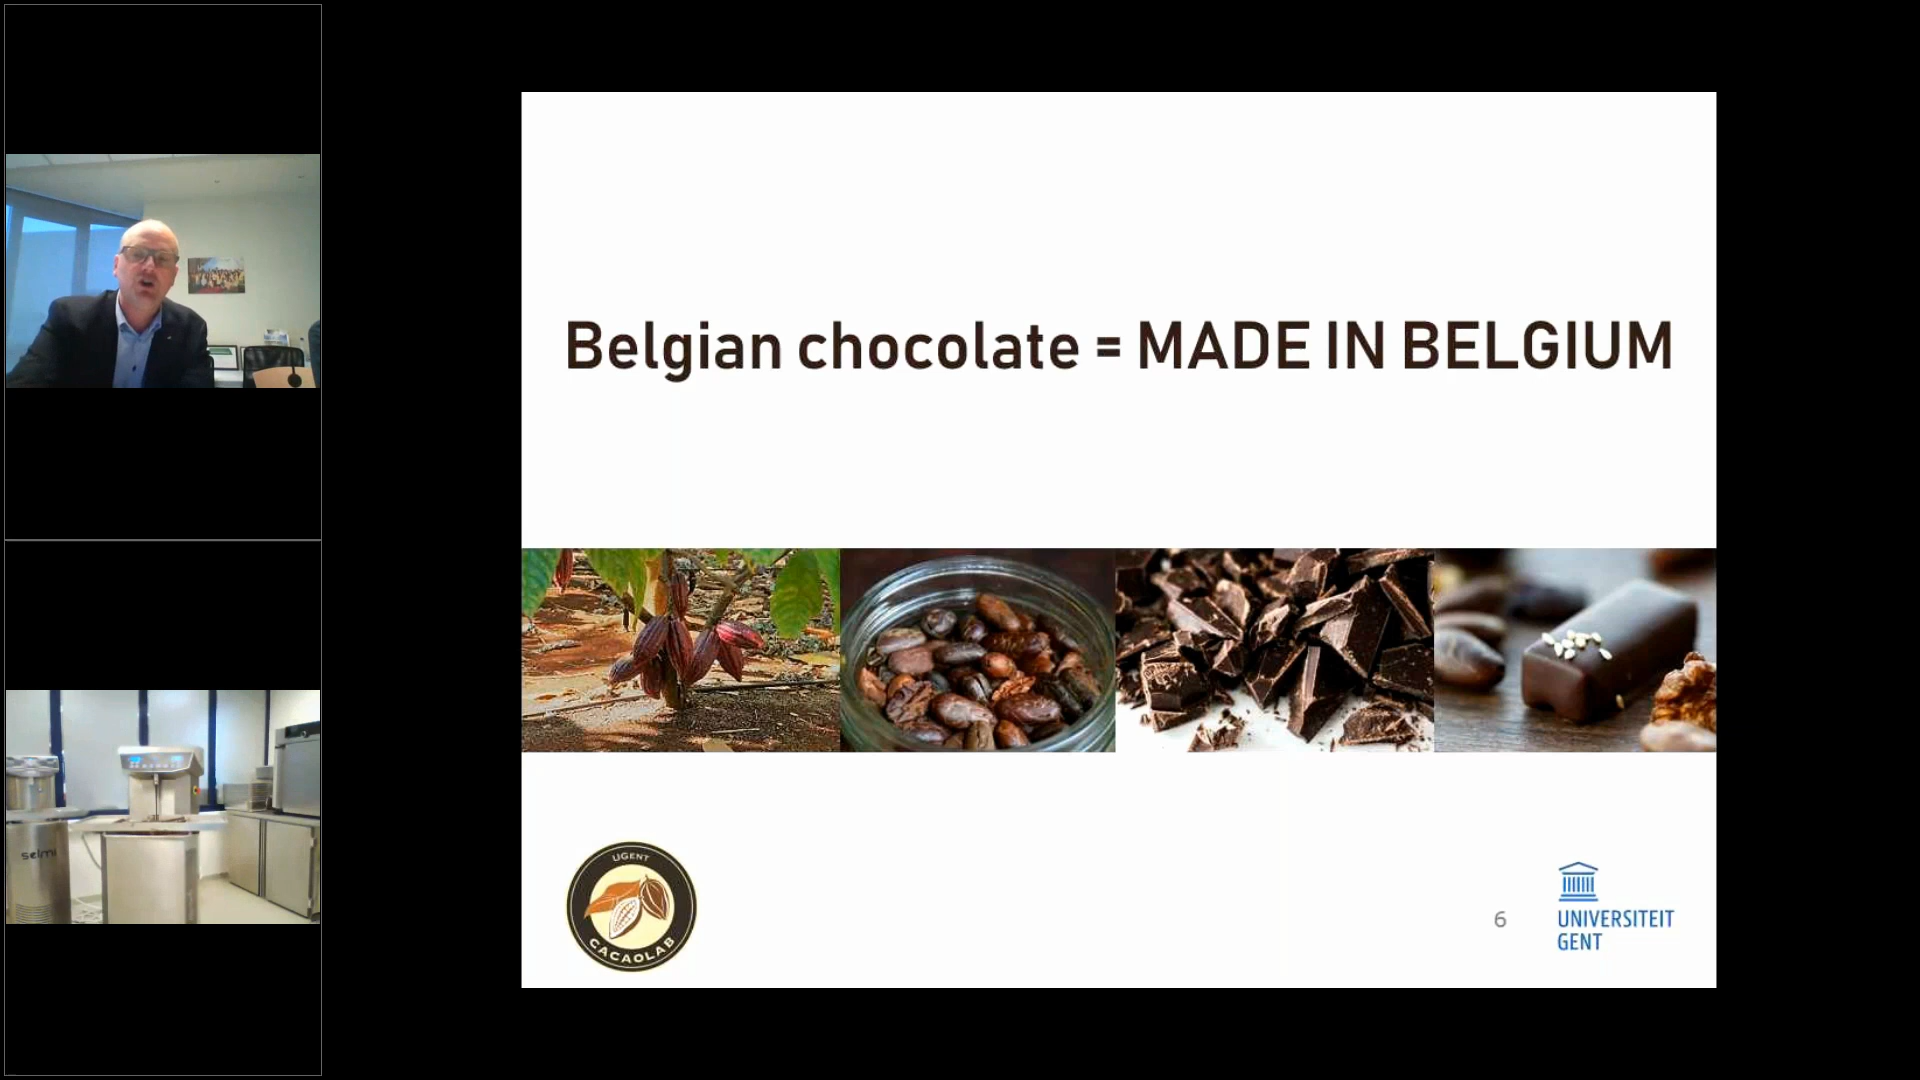 Belgian chocolate = MADE IN BELGIUM
UGENT
CACAOLAB
6
UNIVERSITEIT
GENT
selmi